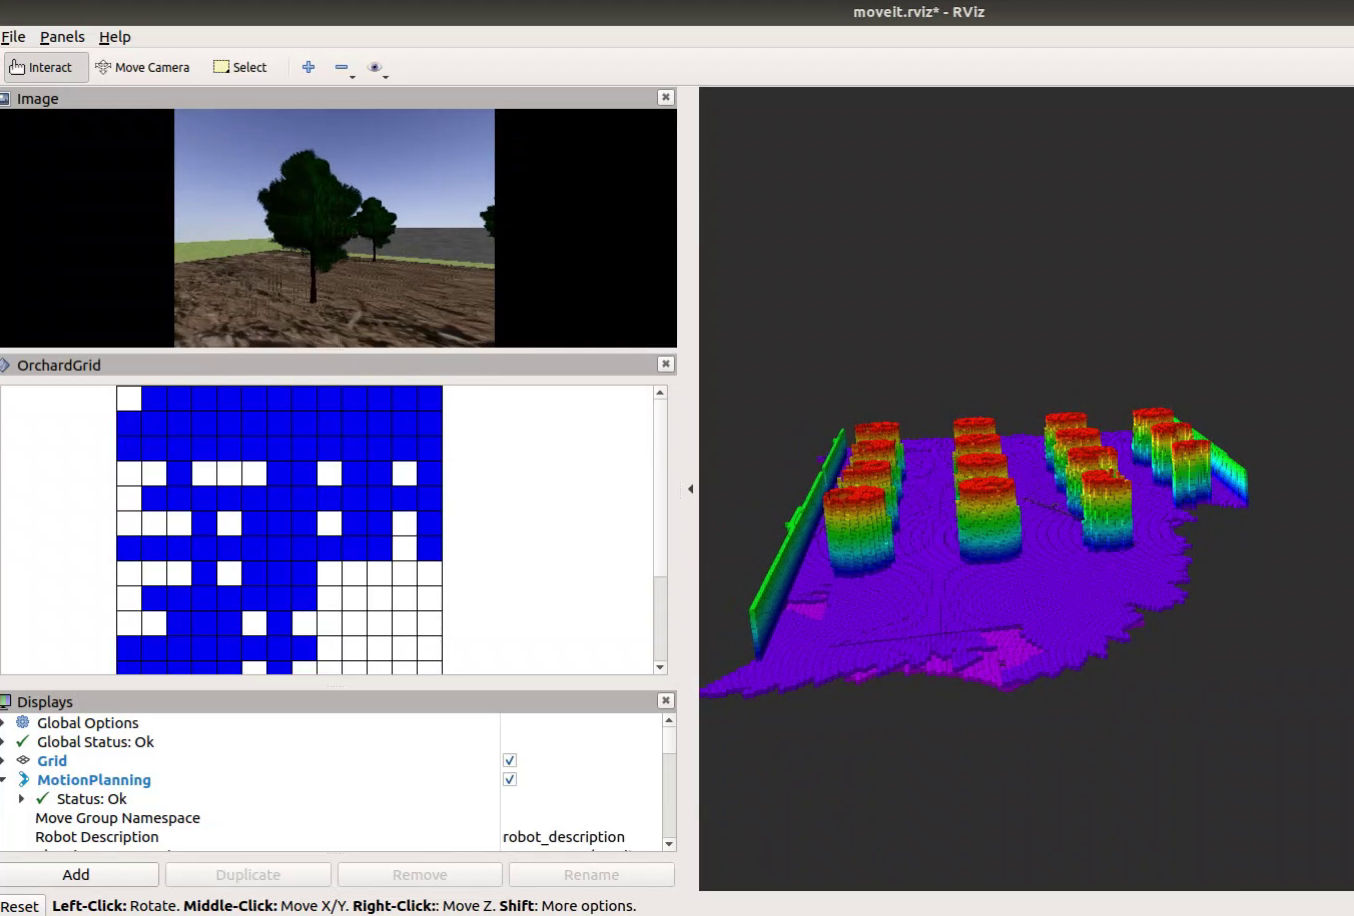 moveit.rviz* - RViz
File Panels Help
Interact Move Camera Select
Image
OrchardGrid
Displays
Global Options
Global Status: Ok
Grid
MotionPlanning
Status: Ok
Move Group Namespace
Robot Description robot_description
Add Duplicate Remove Rename
Reset Left-Click: Rotate. Middle-Click: Move X/Y. Right-Click:: Move Z. Shift: More options.